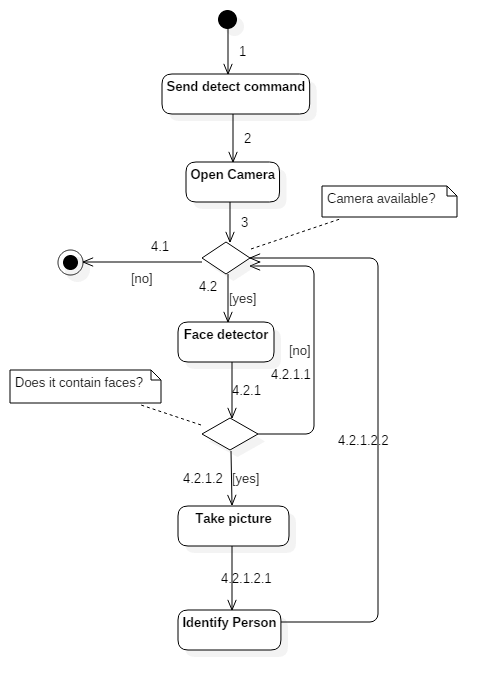 1
Send detect command
2
Open Camera
Camera available?
3
4.1
[no]
4.2
[yes]
Face detector
[no]
4.2.1.1
Does it contain faces?
4.2.1
4.2.1.2.2
4.2.1.2
[yes]
Take picture
4.2.1.2.1
Identify Person